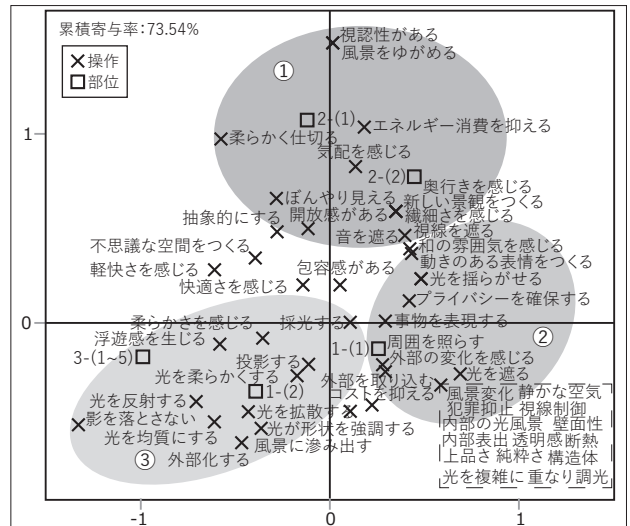 累積寄与率：73.54%
×操作
□部位
①
視認性がある
風景をゆがめる
2-(1)
エネルギー消費を抑える
柔らかく仕切る
1
気配を感じる
2-(2)
奥行きを感じる
ぼんやり見える
新しい景観をつくる
開放感がある
繊細さを感じる
抽象的にする
音を遮る
視線を遮る
不思議な空間をつくる
和の雰囲気を感じる
動きのある表情をつくる
軽快さを感じる
包容感がある
光を揺らがせる
快適さを感じる
プライバシーを確保する
0
柔らかさを感じる
採光する
事物を表現する
②
浮遊感を生じる
1-(1)
周囲を照らす
3-(1~5)
投影する
外部の変化を感じる
光を柔らかくする
外部を取り込む
光を遮る
1-(2)
コストを抑える
光を反射する
光を拡散する
影を落とさない
光が形状を強調する
光を均質にする
風景に滲み出す
③
外部化する
風景変化 静かな空気
犯罪抑止 視線制御
内部の光風景 壁面性
内部表出 透明感 断熱
上品さ 純粋さ 構造体
光を複雑に 重なり 調光
-1
0
1